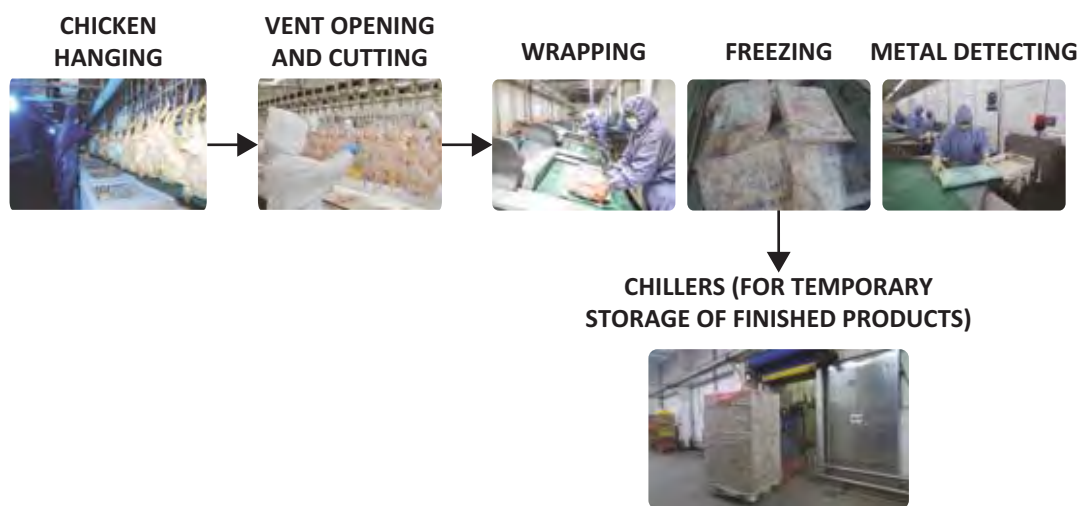 CHICKEN
HANGING
VENT OPENING
AND CUTTING
WRAPPING
FREEZING
METAL DETECTING
CHILLERS (FOR TEMPORARY
STORAGE OF FINISHED PRODUCTS)